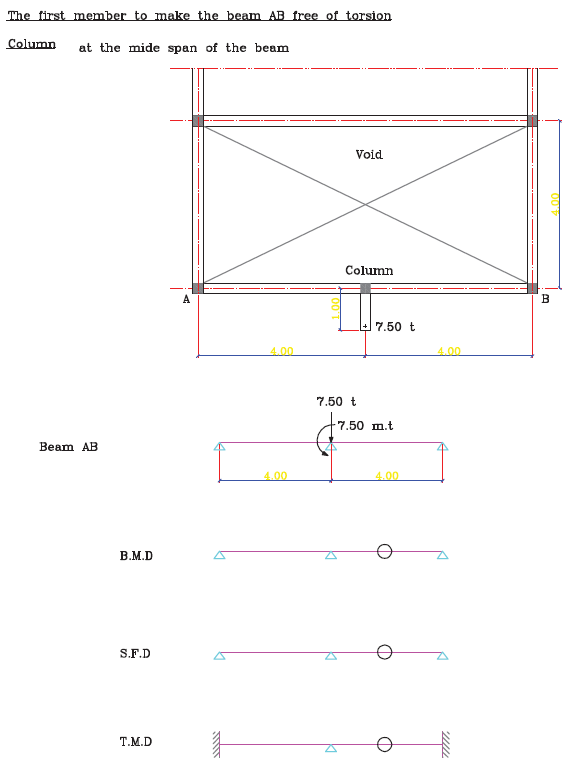 The first member to make the beam AB free of torsion
Column at the mide span of the beam
Void
4.00
Column
A
B
1.00
7.50 t
4.00
4.00
7.50 t
7.50 m.t
Beam AB
4.00
4.00
B.M.D
S.F.D
T.M.D